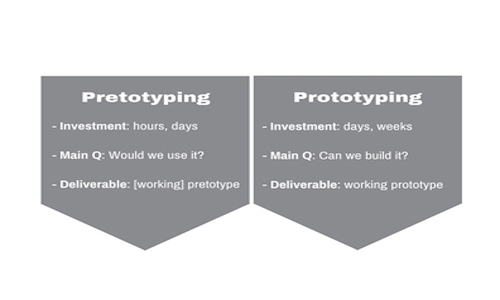 Pretotyping
- Investment: hours, days
- Main Q: Would we use it?
- Deliverable: [working] pretotype
Prototyping
- Investment: days, weeks
- Main Q: Can we build it?
- Deliverable: working prototype